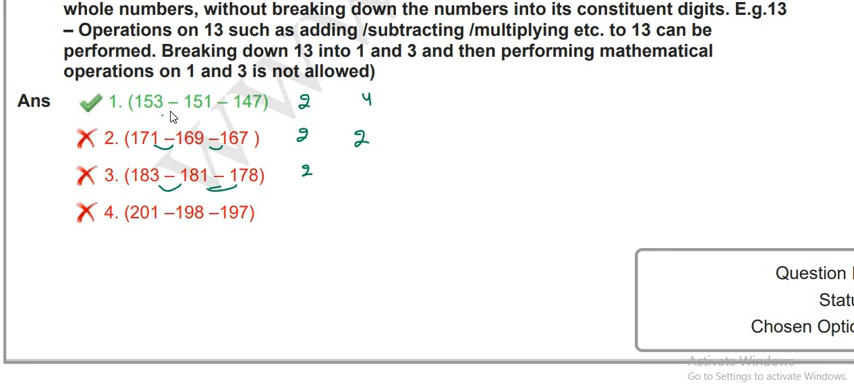 whole numbers, without breaking down the numbers into its constituent digits. E.g.13
– Operations on 13 such as adding /subtracting /multiplying etc. to 13 can be
performed. Breaking down 13 into 1 and 3 and then performing mathematical
operations on 1 and 3 is not allowed)
Ans 1. (153 – 151 – 147) 2 4
2. (171 –169 –167 ) 2 2
3. (183 – 181 – 178) 2
4. (201 –198 –197)
Question
Chosen
Activate Windows
Go to Settings to activate Windows.